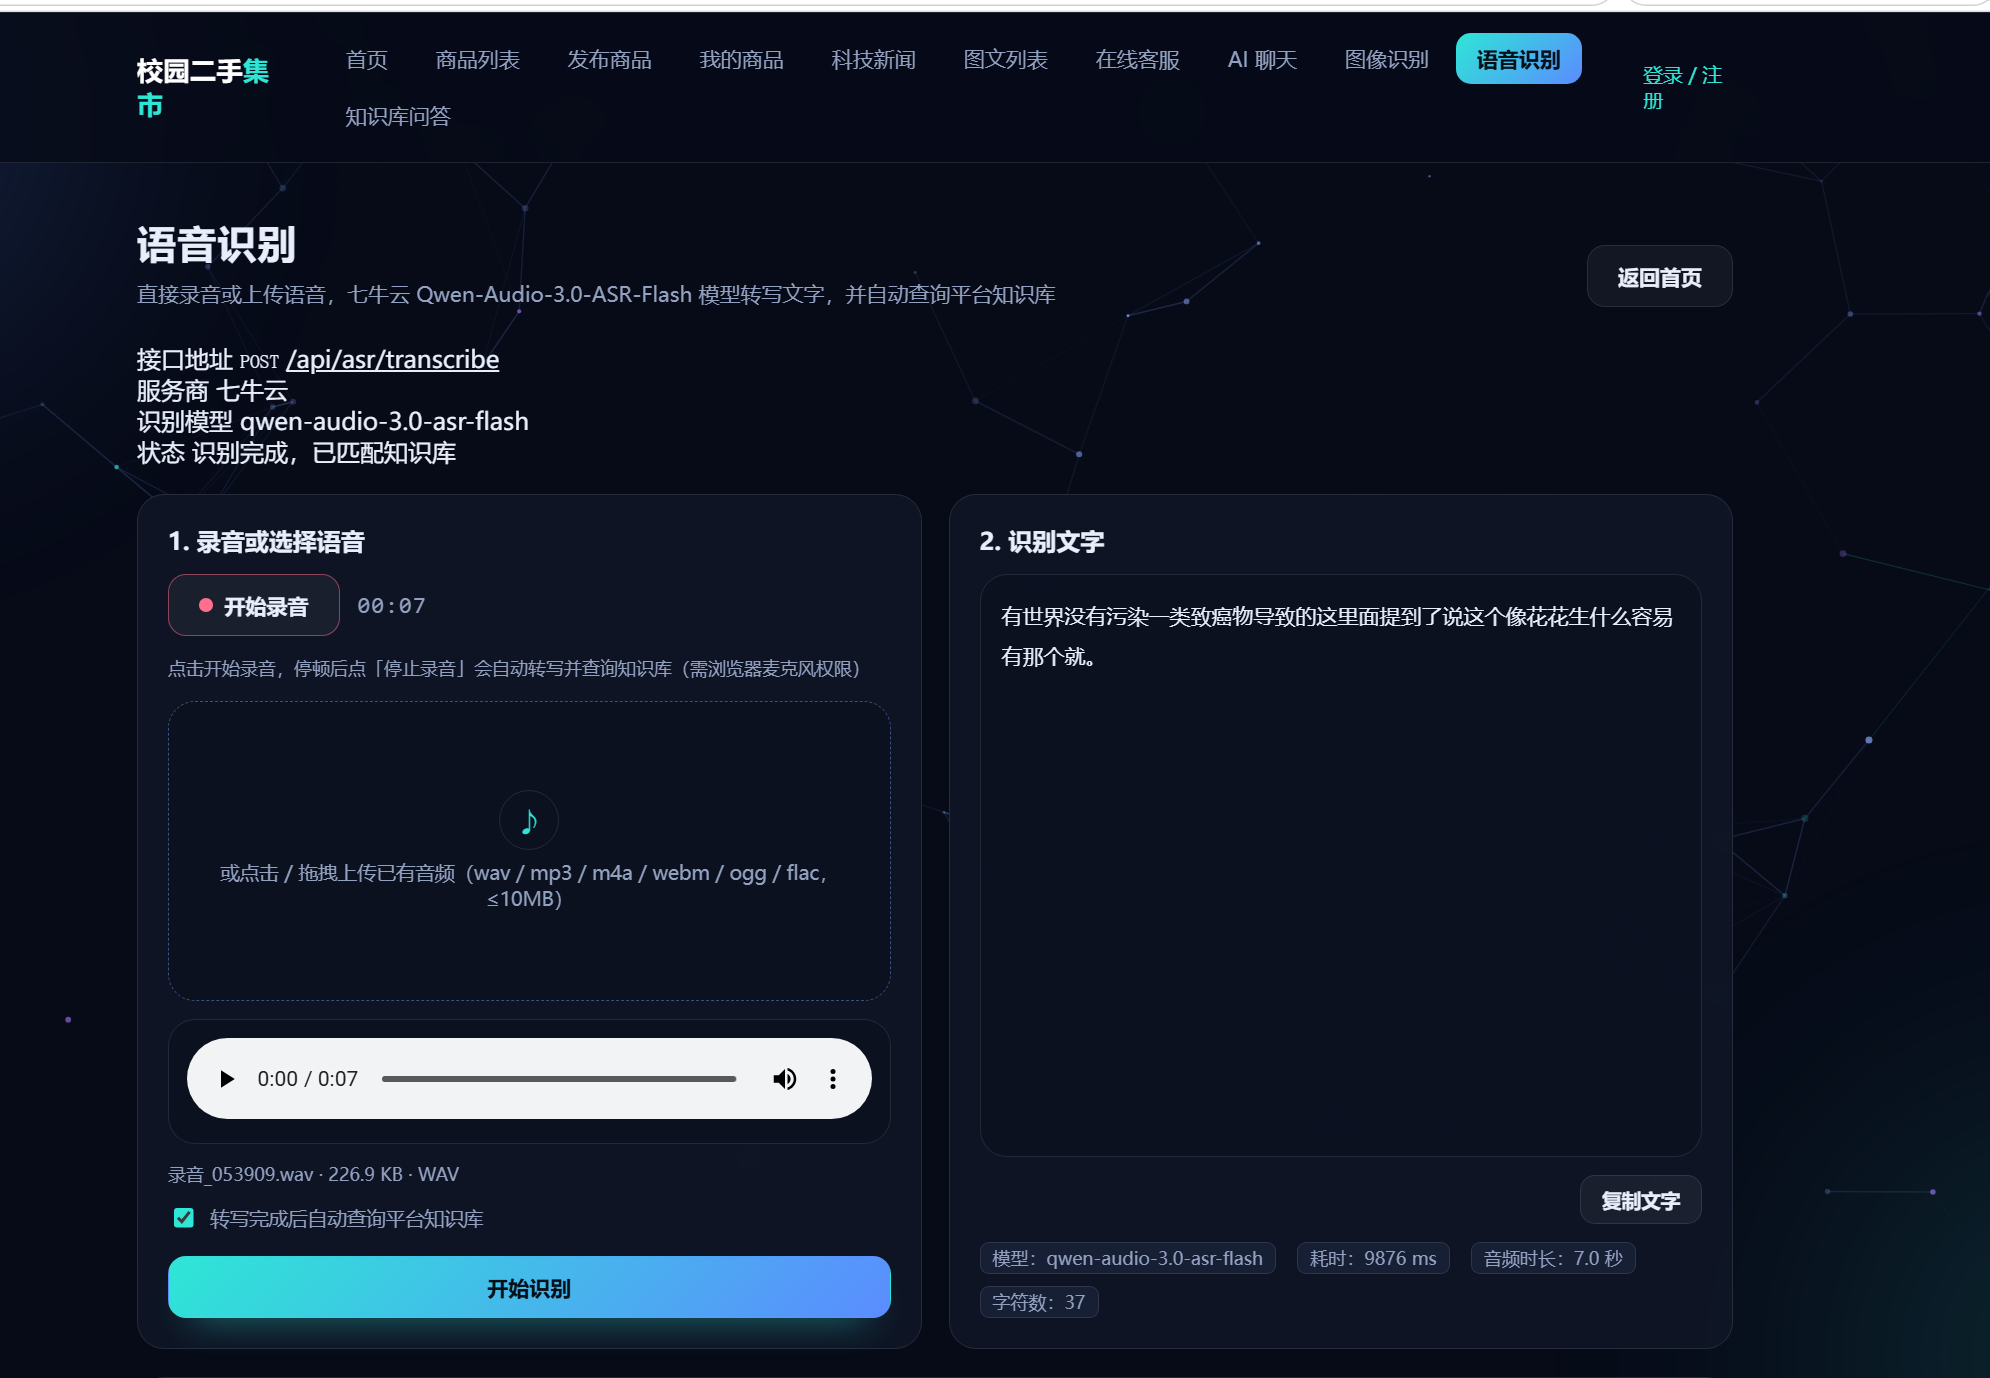 校园二手集
市
首页
商品列表
发布商品
我的商品
科技新闻
图文列表
在线客服
AI 聊天
图像识别
语音识别
知识库问答
登录 / 注
册
语音识别
直接录音或上传语音，七牛云 Qwen-Audio-3.0-ASR-Flash 模型转写文字，并自动查询平台知识库
返回首页
接口地址 POST /api/asr/transcribe
服务商 七牛云
识别模型 qwen-audio-3.0-asr-flash
状态 识别完成，已匹配知识库
1. 录音或选择语音
开始录音 00:07
点击开始录音，停顿后点「停止录音」会自动转写并查询知识库（需浏览器麦克风权限）
或点击 / 拖拽上传已有音频（wav / mp3 / m4a / webm / ogg / flac，
≤10MB）
0:00 / 0:07
录音_053909.wav · 226.9 KB · WAV
转写完成后自动查询平台知识库
开始识别
2. 识别文字
有世界没有污染一类致癌物导致的这里面提到了说这个像花花生什么容易
有那个就。
复制文字
模型：qwen-audio-3.0-asr-flash
耗时：9876 ms
音频时长：7.0 秒
字符数：37